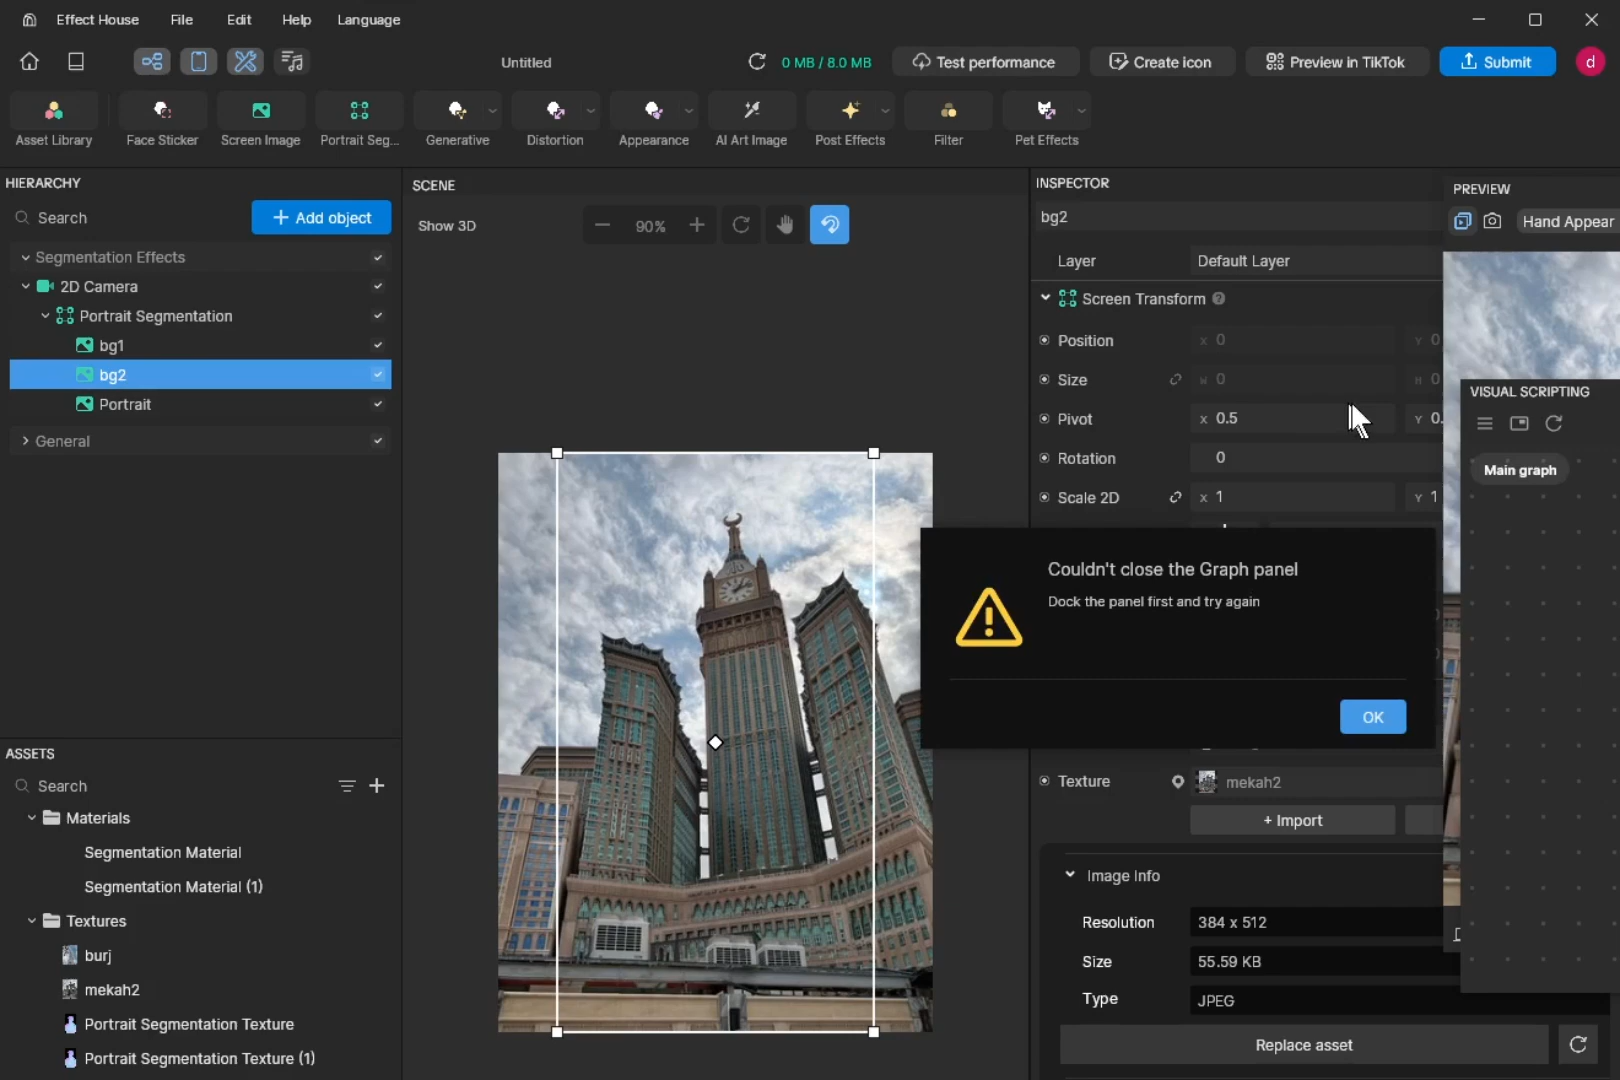 Effect House File Edit Help Language
Untitled
0 MB / 8.0 MB
Test performance
Create icon
Preview in TikTok
Submit
d
Asset Library
Face Sticker
Screen Image
Portrait Seg...
Generative
Distortion
Appearance
AI Art Image
Post Effects
Filter
Pet Effects
HIERARCHY
Search
+ Add object
Segmentation Effects
2D Camera
Portrait Segmentation
bg1
bg2
Portrait
General
ASSETS
Search
Materials
Segmentation Material
Segmentation Material (1)
Textures
burj
mekah2
Portrait Segmentation Texture
Portrait Segmentation Texture (1)
SCENE
Show 3D
90%
INSPECTOR
bg2
Layer Default Layer
Screen Transform
Position X 0 Y 0
Size W 0 H 0
Pivot X 0.5 Y 0.
Rotation 0
Scale 2D X 1 Y 1
Couldn't close the Graph panel
Dock the panel first and try again
OK
Texture mekah2
+ Import
Image Info
Resolution 384 x 512
Size 55.59 KB
Type JPEG
Replace asset
PREVIEW
Hand Appear
VISUAL SCRIPTING
Main graph